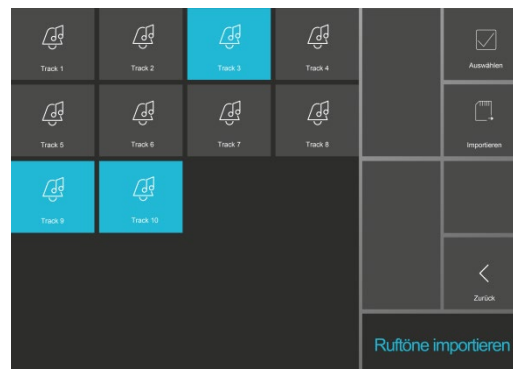 Track 1
Track 2
Track 3
Track 4
Auswählen
Track 5
Track 6
Track 7
Track 8
Importieren
Track 9
Track 10
Zurück
Ruftöne importieren